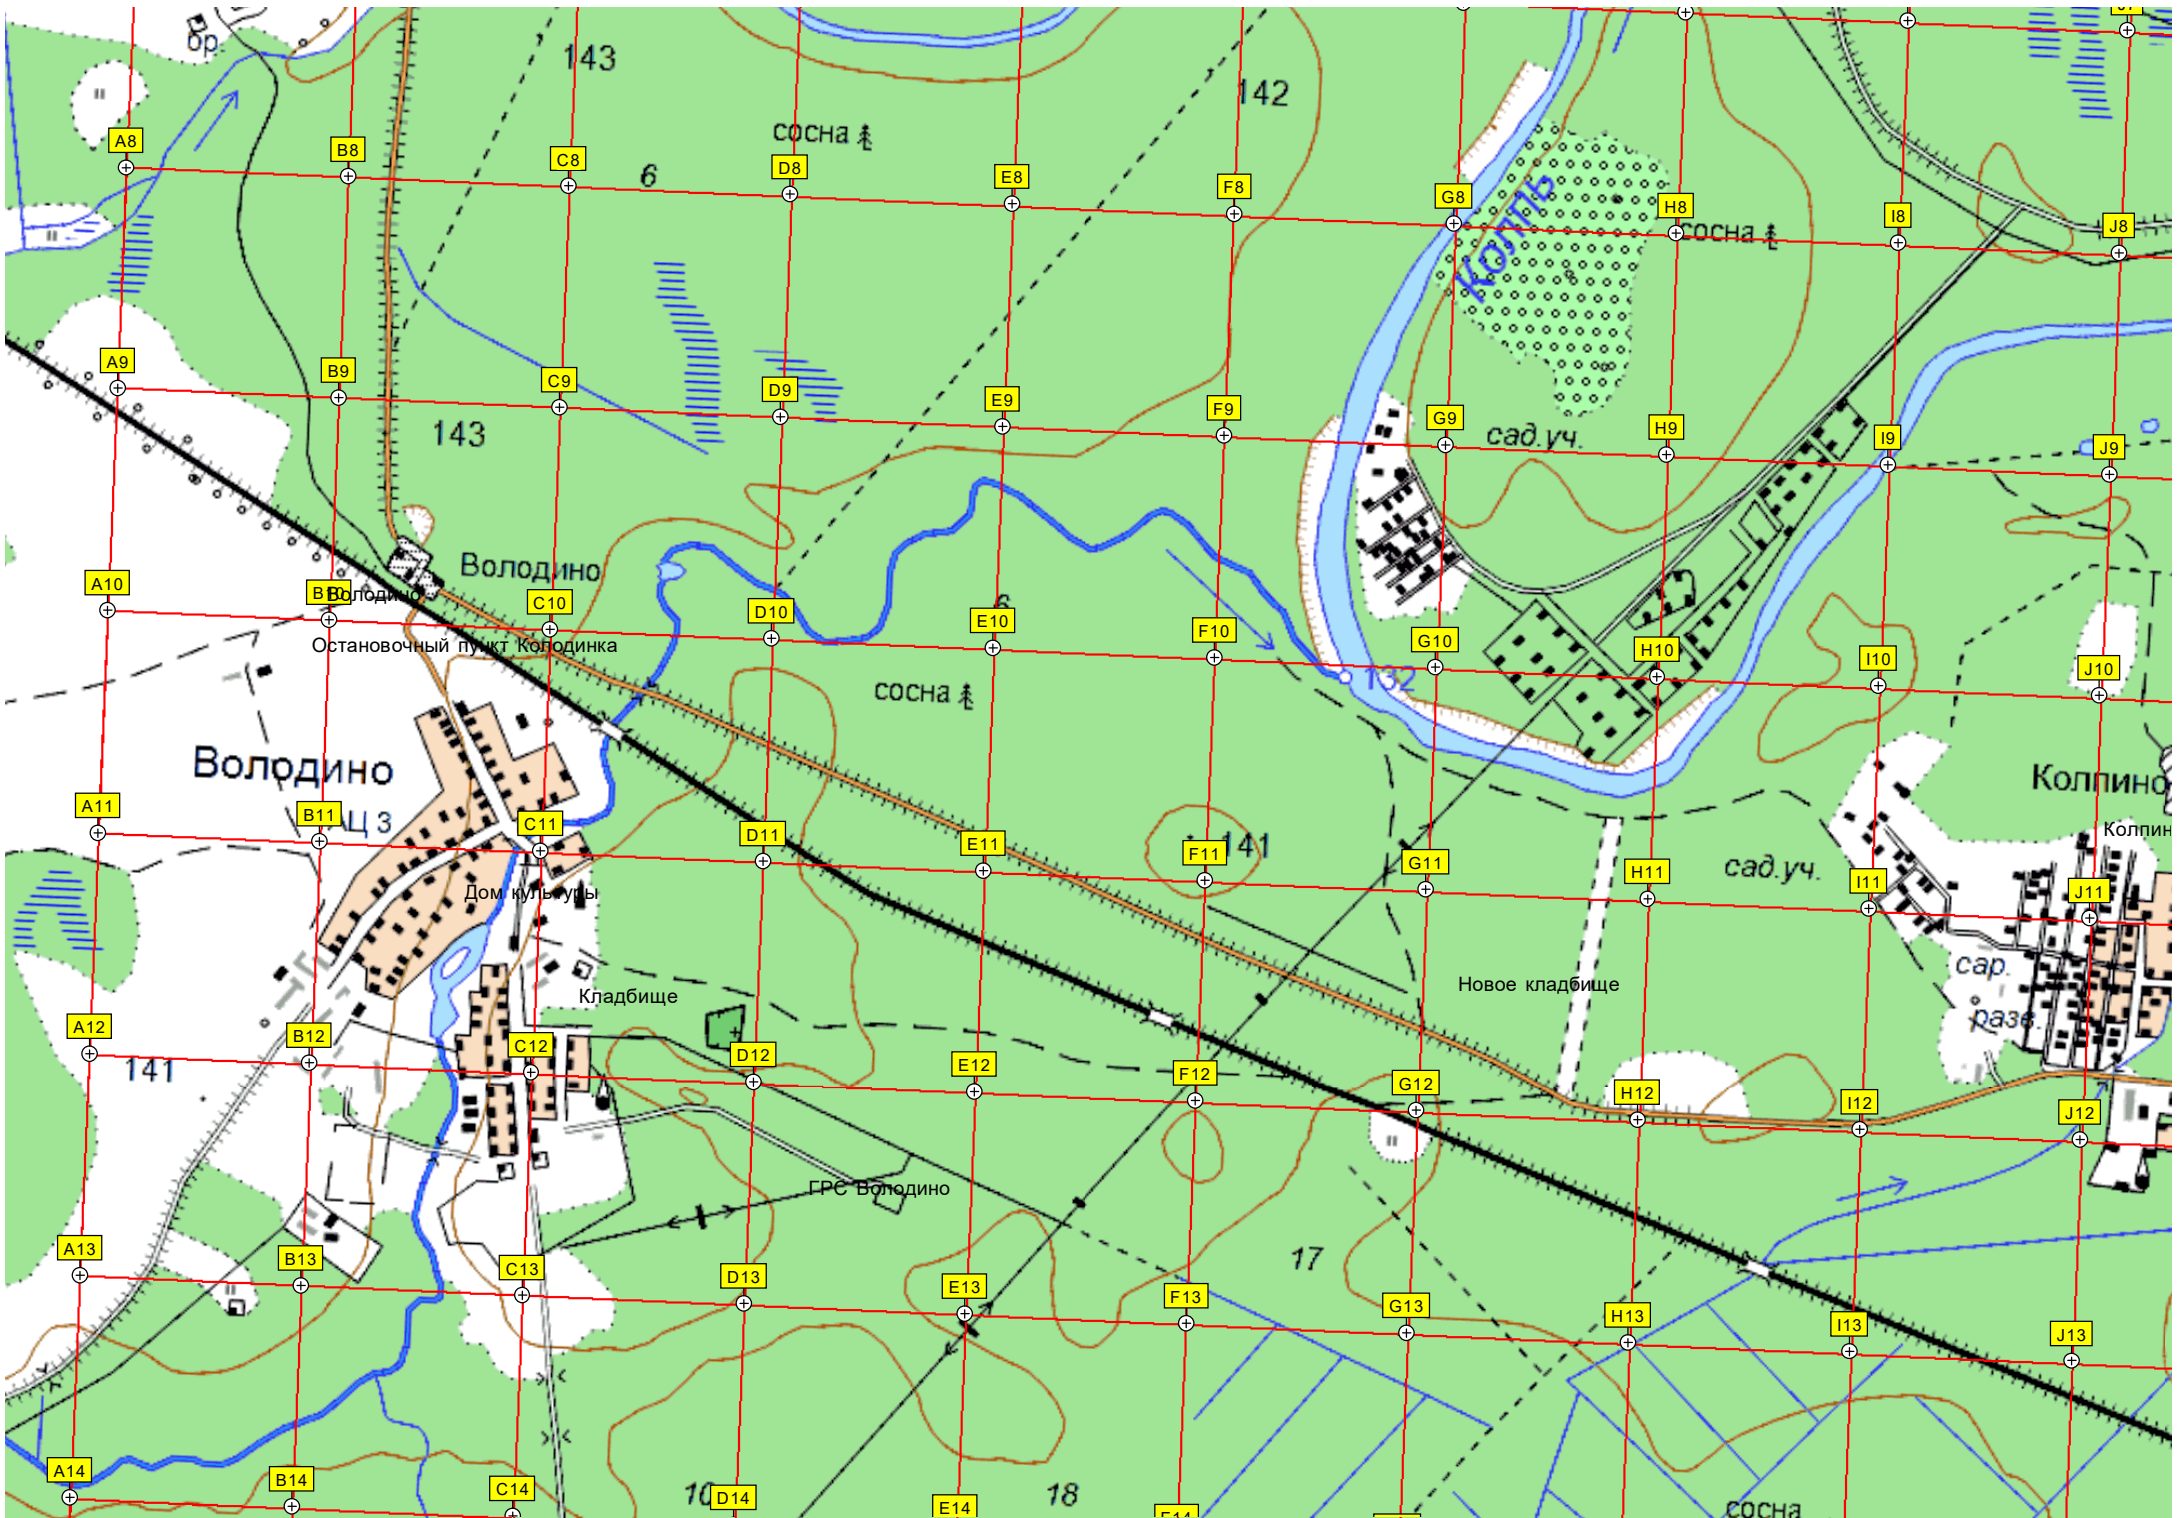 бр.
143
142
сосна
A8
B8
C8
6
D8
E8
F8
G8
H8
I8
J8
Колпь
сосна
A9
B9
C9
D9
E9
F9
G9
H9
I9
J9
143
сад.уч.
Володино
A10
Володино
C10
D10
E10
F10
G10
H10
I10
J10
Остановочный пункт Колодинка
сосна
132
Володино
Колпино
A11
B11
C11
D11
E11
F11
141
G11
H11
I11
J11
сад.уч.
Дом культуры
Кладбище
Новое кладбище
сар.
разв.
A12
B12
C12
D12
E12
F12
G12
H12
I12
J12
141
ГРС Володино
17
A13
B13
C13
D13
E13
F13
G13
H13
I13
J13
A14
B14
C14
D14
E14
18
сосна